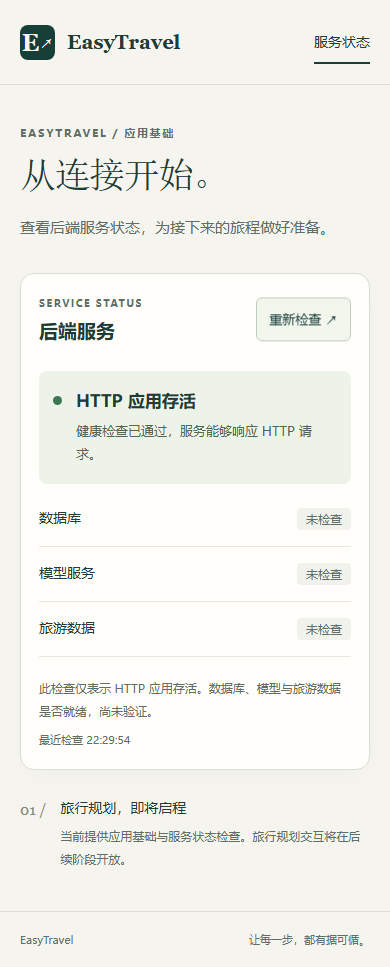 E↗ EasyTravel
服务状态
EASYTRAVEL / 应用基础
从连接开始。
查看后端服务状态，为接下来的旅程做好准备。
SERVICE STATUS
后端服务
重新检查 ↗
HTTP 应用存活
健康检查已通过，服务能够响应 HTTP 请
求。
数据库
未检查
模型服务
未检查
旅游数据
未检查
此检查仅表示 HTTP 应用存活。数据库、模型与旅游数据
是否就绪，尚未验证。
最近检查 22:29:54
01 /
旅行规划，即将启程
当前提供应用基础与服务状态检查。旅行规划交互将在后
续阶段开放。
EasyTravel
让每一步，都有据可循。